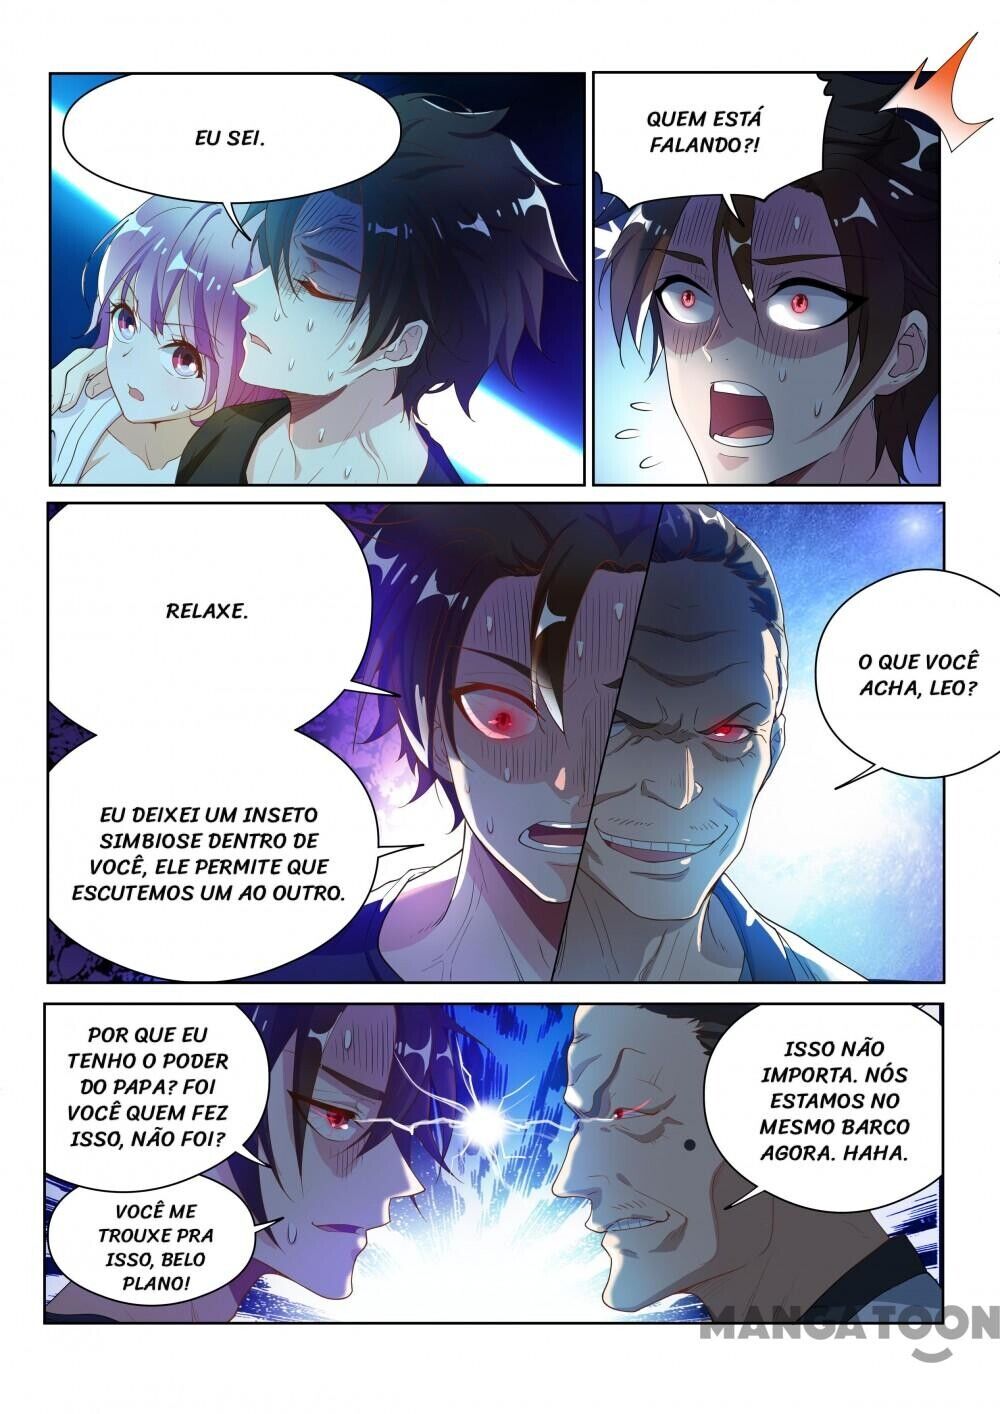 EU SEI.
QUEM ESTÁ
FALANDO?!
RELAXE.
O QUE VOCÊ
ACHA, LEO?
EU DEIXEI UM INSETO
SIMBIOSE DENTRO DE
VOCÊ, ELE PERMITE QUE
ESCUTEMOS UM AO OUTRO.
POR QUE EU
TENHO O PODER
DO PAPA? FOI
VOCÊ QUEM FEZ
ISSO, NÃO FOI?
VOCÊ ME
TROUXE PRA
ISSO, BELO
PLANO!
ISSO NÃO
IMPORTA. NÓS
ESTAMOS NO
MESMO BARCO
AGORA. HAHA.
MANGATOON